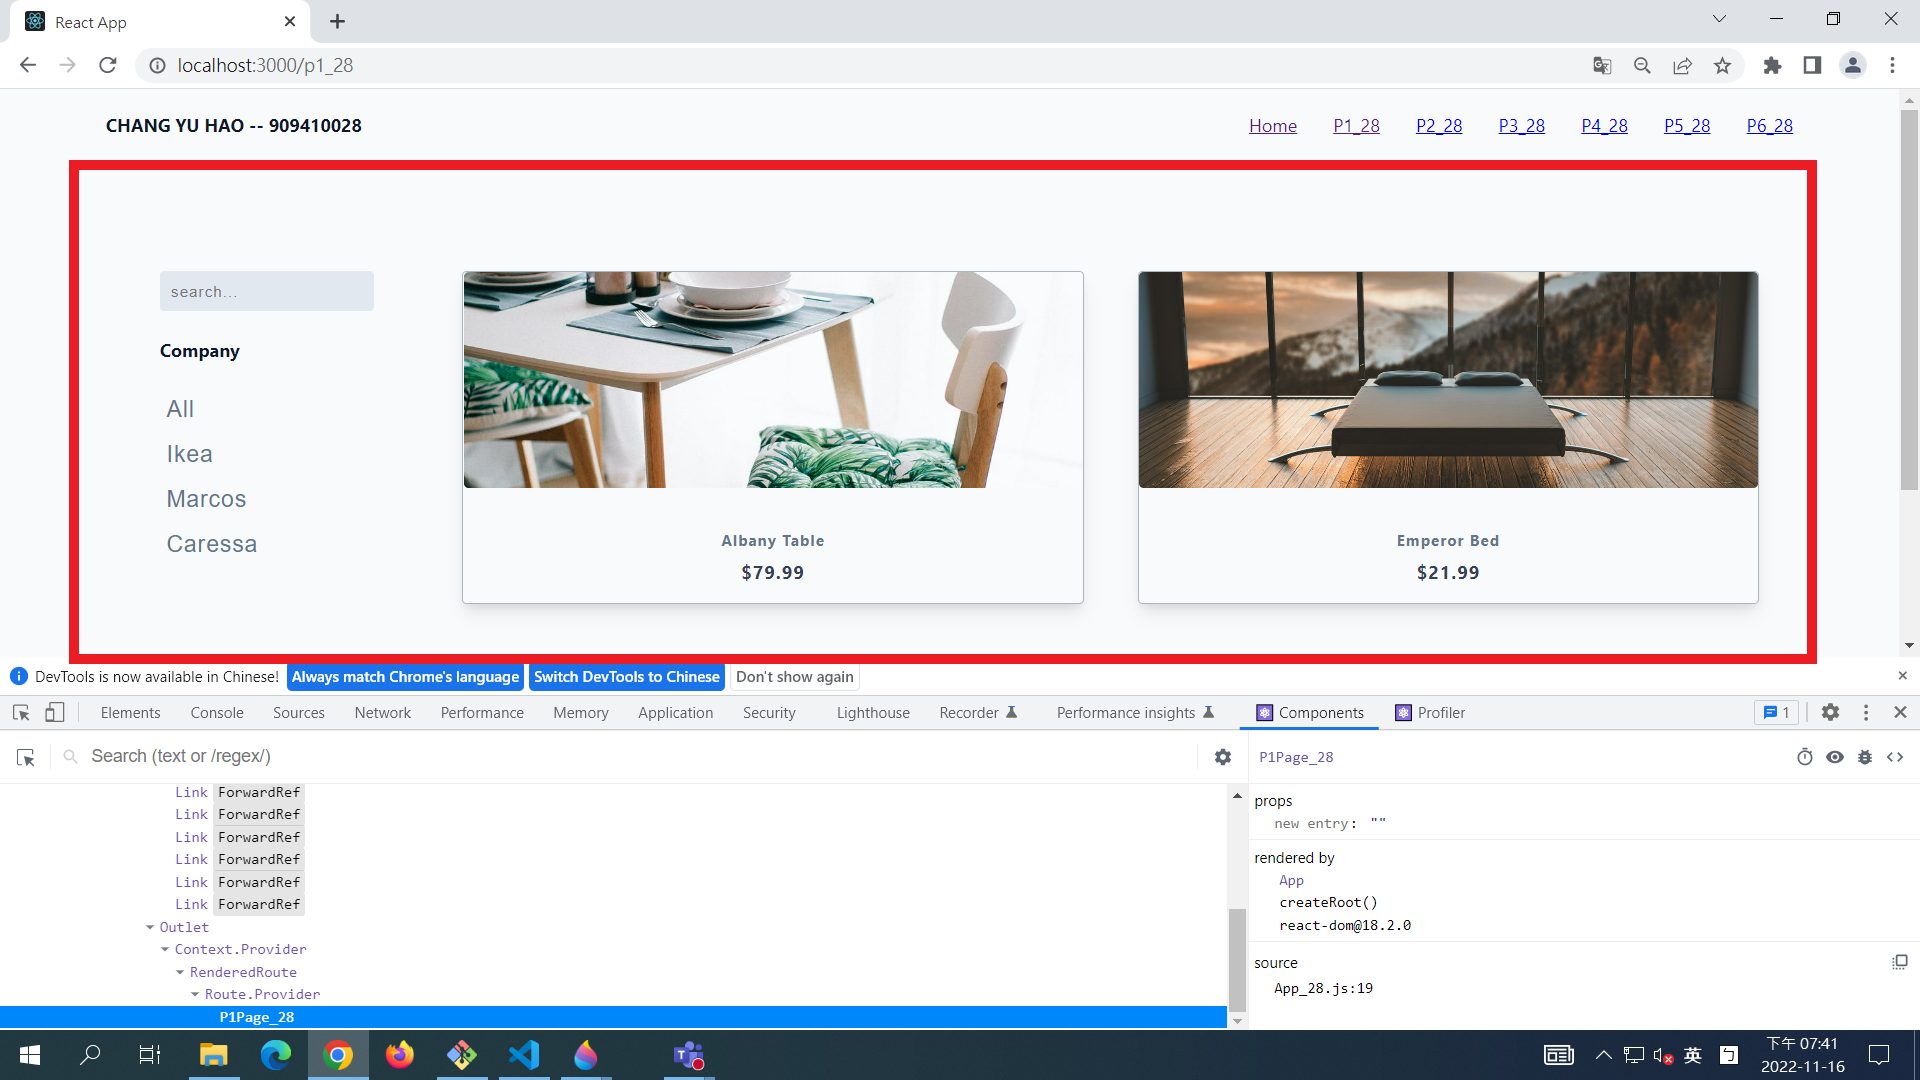 React App
localhost:3000/p1_28
CHANG YU HAO -- 909410028
Home P1_28 P2_28 P3_28 P4_28 P5_28 P6_28
search...
Company
All
Ikea
Marcos
Caressa
Albany Table
$79.99
Emperor Bed
$21.99
DevTools is now available in Chinese! Always match Chrome's language Switch DevTools to Chinese Don't show again
Elements Console Sources Network Performance Memory Application Security Lighthouse Recorder Performance insights Components Profiler 1
Search (text or /regex/)
Link ForwardRef
Link ForwardRef
Link ForwardRef
Link ForwardRef
Link ForwardRef
Link ForwardRef
Outlet
Context.Provider
RenderedRoute
Route.Provider
P1Page_28
P1Page_28
props
new entry: ""
rendered by
App
createRoot()
react-dom@18.2.0
source
App_28.js:19
英 ㄅ
下午 07:41
2022-11-16